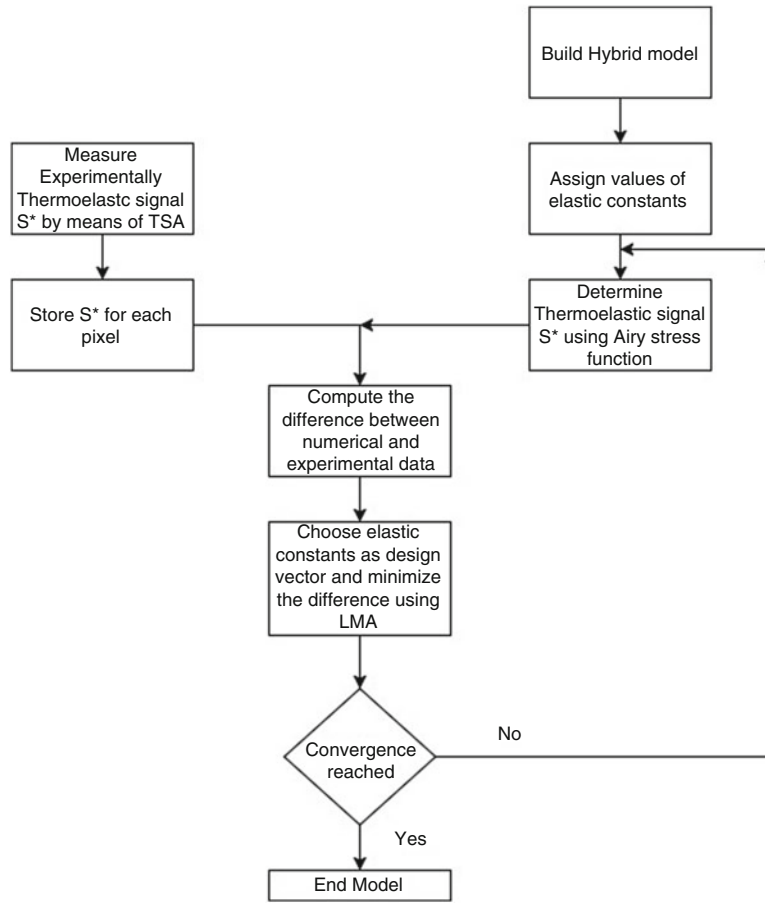 Build Hybrid model
Measure
Experimentally
Thermoelastc signal
S* by means of TSA
Assign values of
elastic constants
Store S* for each
pixel
Determine
Thermoelastic signal
S* using Airy stress
function
Compute the
difference between
numerical and
experimental data
Choose elastic
constants as design
vector and minimize
the difference using
LMA
Convergence
reached
No
Yes
End Model